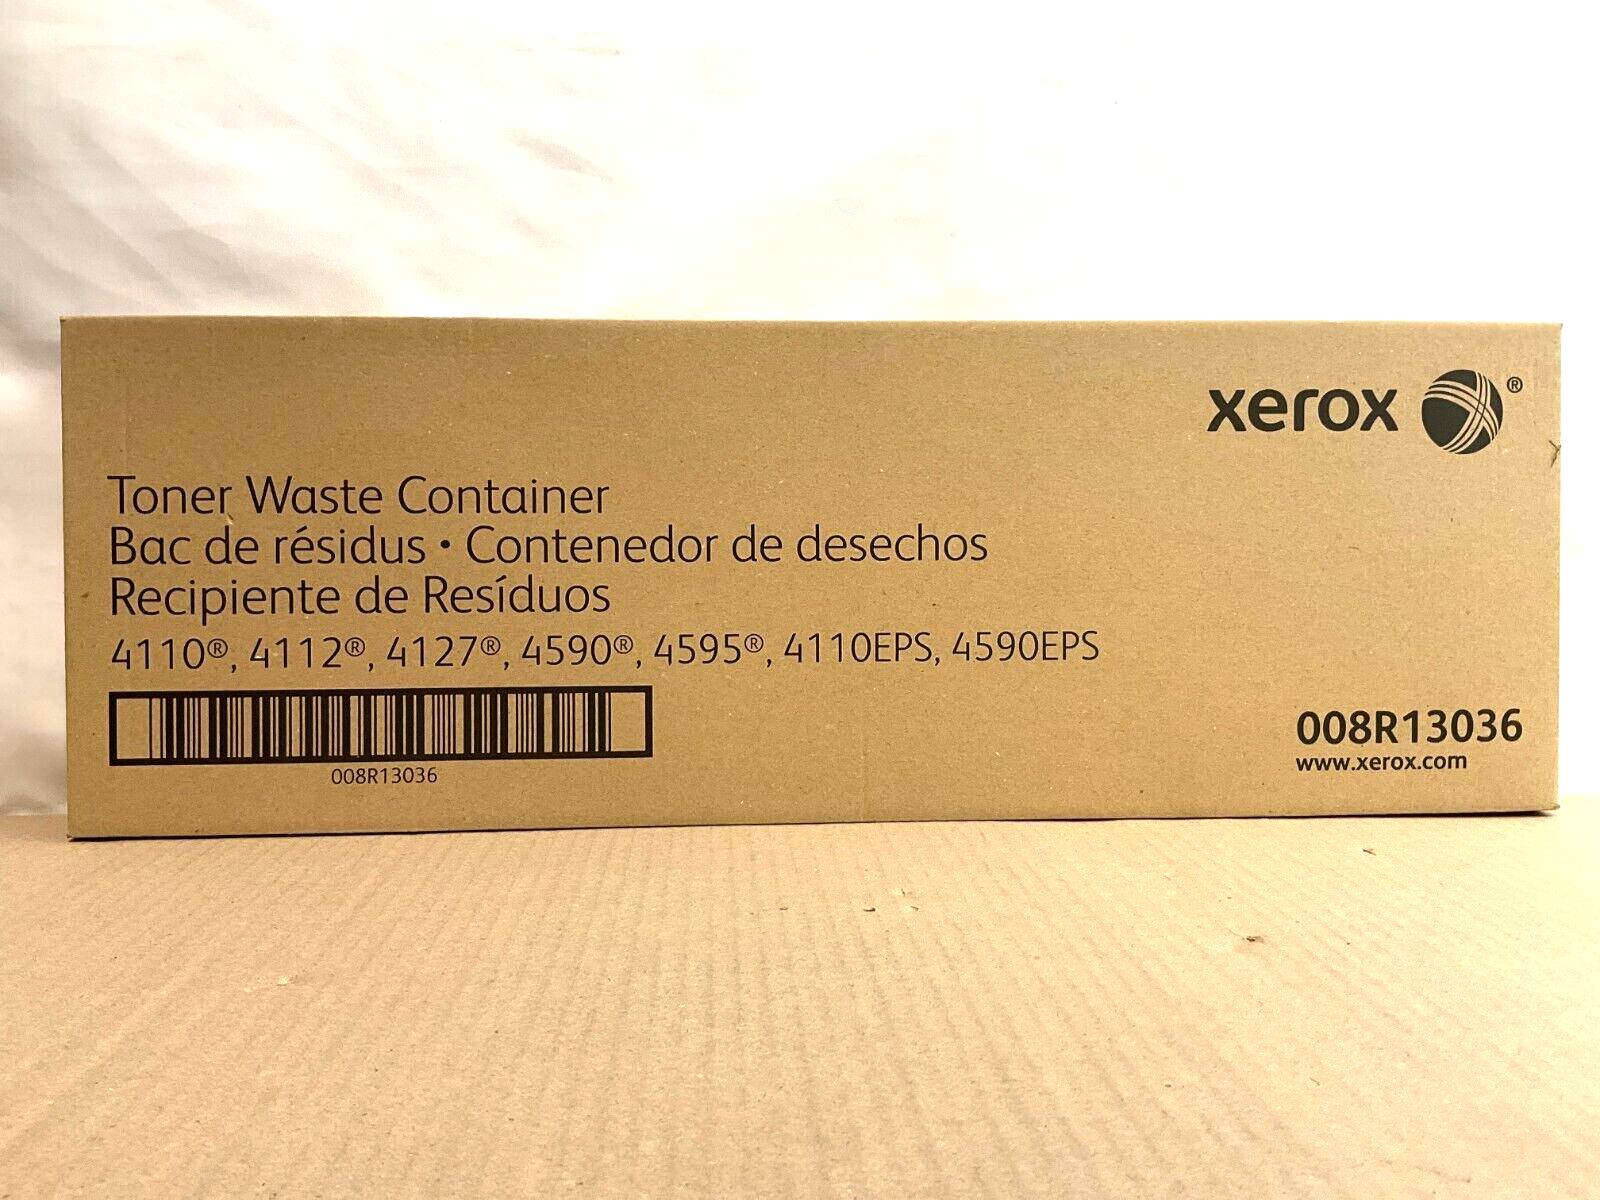 xerox ®
Toner Waste Container
Bac de résidus • Contenedor de desechos
Recipiente de Resíduos
4110®, 4112®, 4127®, 4590®, 4595®, 4110EPS, 4590EPS
008R13036
008R13036
www.xerox.com